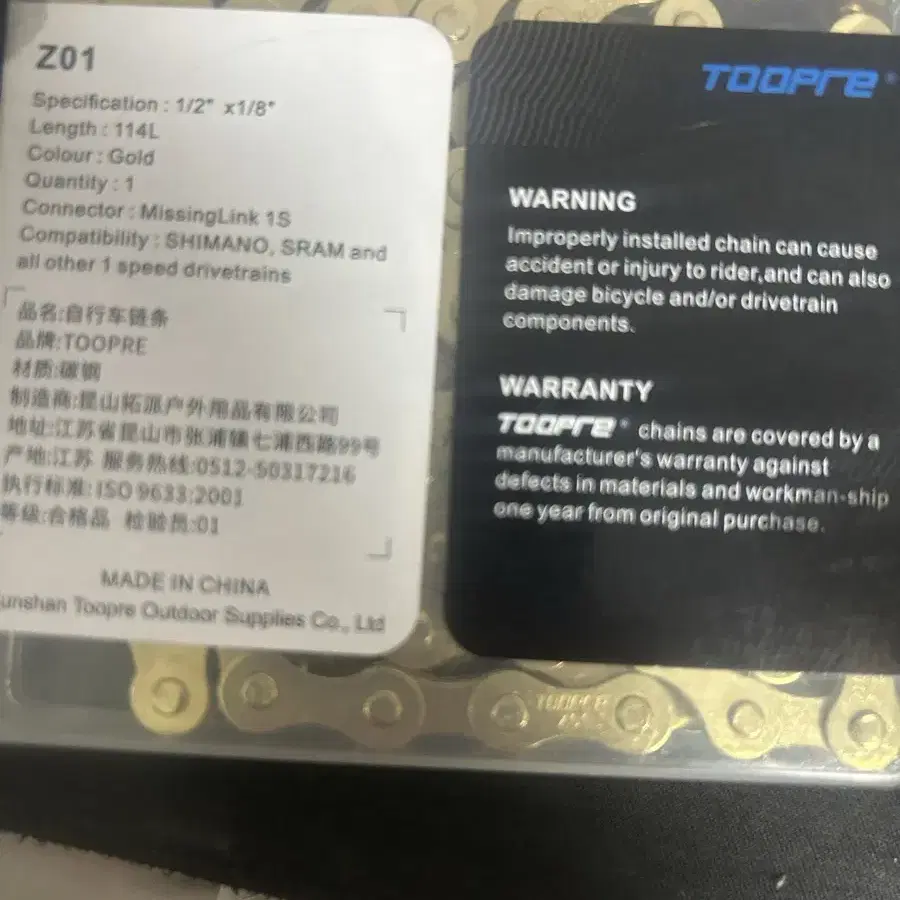 Z01
Specification : 1/2" x1/8"
Length : 114L
Colour : Gold
Quantity : 1
Connector : MissingLink 1S
Compatibility : SHIMANO, SRAM and
all other 1 speed drivetrains
品名:自行车链条
品牌:TOOPRE
材质:碳钢
制造商:昆山拓派户外用品有限公司
地址:江苏省昆山市张浦镇七浦西路99号
产地:江苏 服务热线:0512-50317216
执行标准:ISO 9633:2001
等级:合格品 检验员:01
MADE IN CHINA
unshan Toopre Outdoor Supplies Co., Ltd
TOOPRE®
WARNING
Improperly installed chain can cause
accident or injury to rider,and can also
damage bicycle and/or drivetrain
components.
WARRANTY
TOOPRE® chains are covered by a
manufacturer's warranty against
defects in materials and workman-ship
one year from original purchase.
TOOPRE